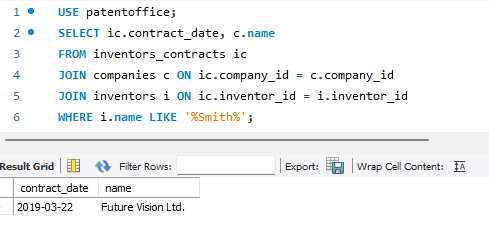 1 USE patentoffice;
2 SELECT ic.contract_date, c.name
3 FROM inventors_contracts ic
4 JOIN companies c ON ic.company_id = c.company_id
5 JOIN inventors i ON ic.inventor_id = i.inventor_id
6 WHERE i.name LIKE '%Smith%';
Result Grid Filter Rows: Export: Wrap Cell Content: IA
contract_date name
2019-03-22 Future Vision Ltd.